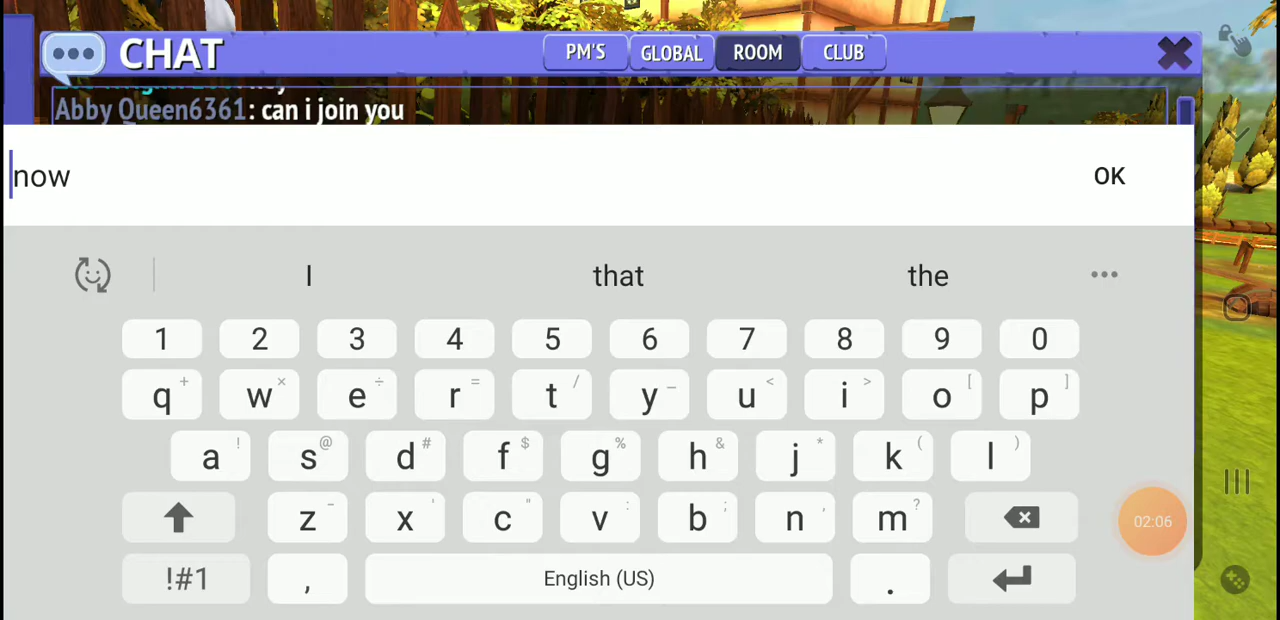 CHAT
PM'S GLOBAL ROOM CLUB
Abby Queen6361: can i join you
now
OK
I that the
1 2 3 4 5 6 7 8 9 0
q + w × e ÷ r = t / y _ u < i > o [ p ]
a ! s @ d # f $ g % h & j * k ( l )
z - x ' c " v : b ; n , m ?
!#1 , English (US) .
02:06